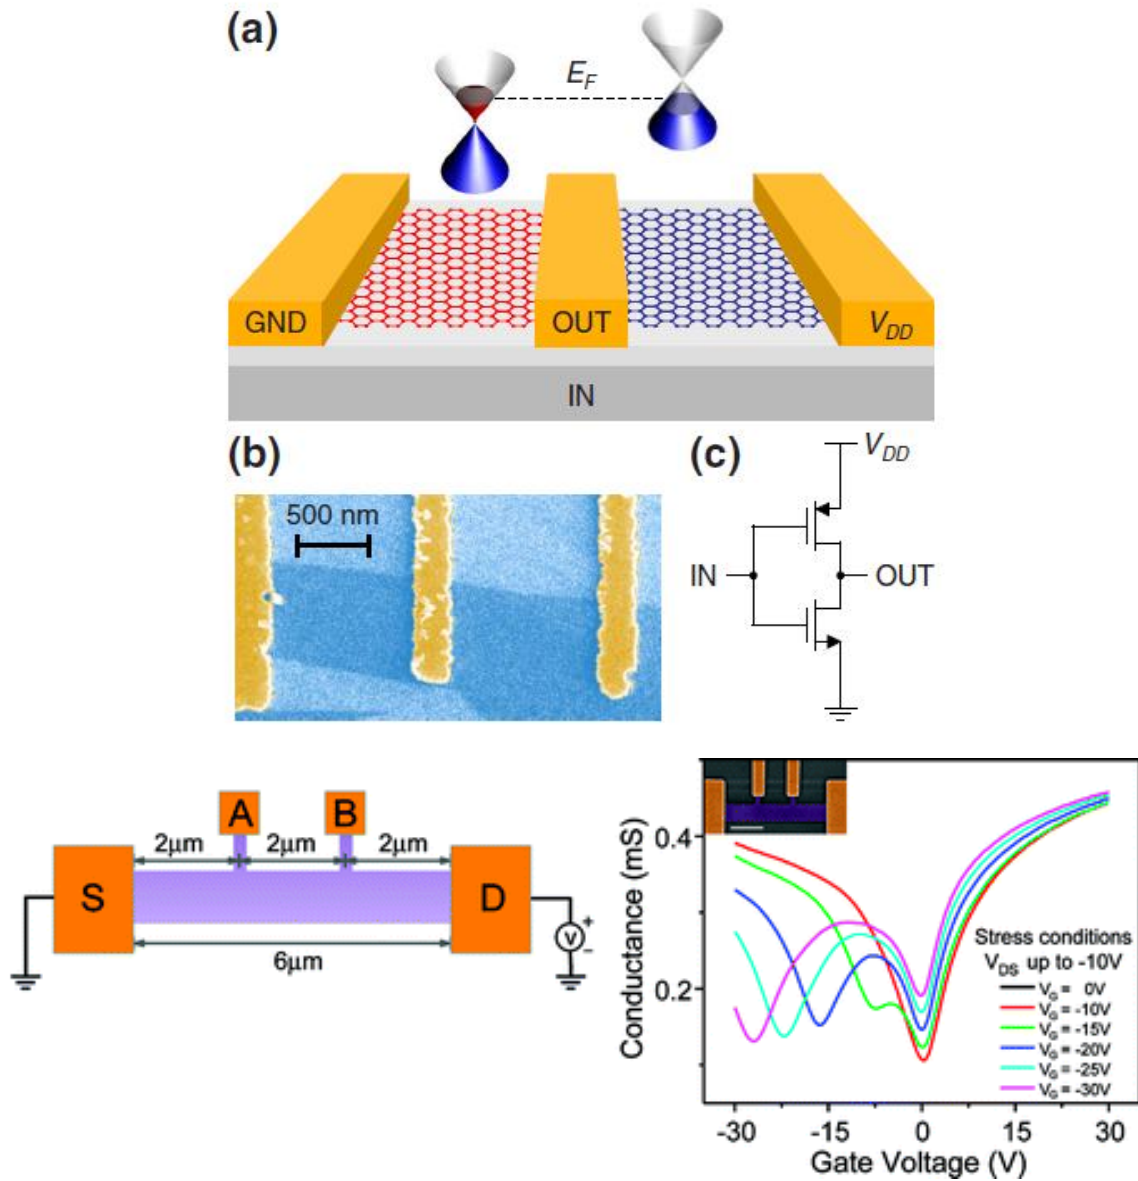 (a)
E_F
GND
OUT
V_DD
IN
(b)
500 nm
(c)
V_DD
IN
OUT
A
B
2μm
2μm
2μm
S
D
V
+
-
6μm
Conductance (mS)
0.4
0.2
Stress conditions
V_DS up to -10V
V_G = 0V
V_G = -10V
V_G = -15V
V_G = -20V
V_G = -25V
V_G = -30V
-30
-15
0
15
30
Gate Voltage (V)